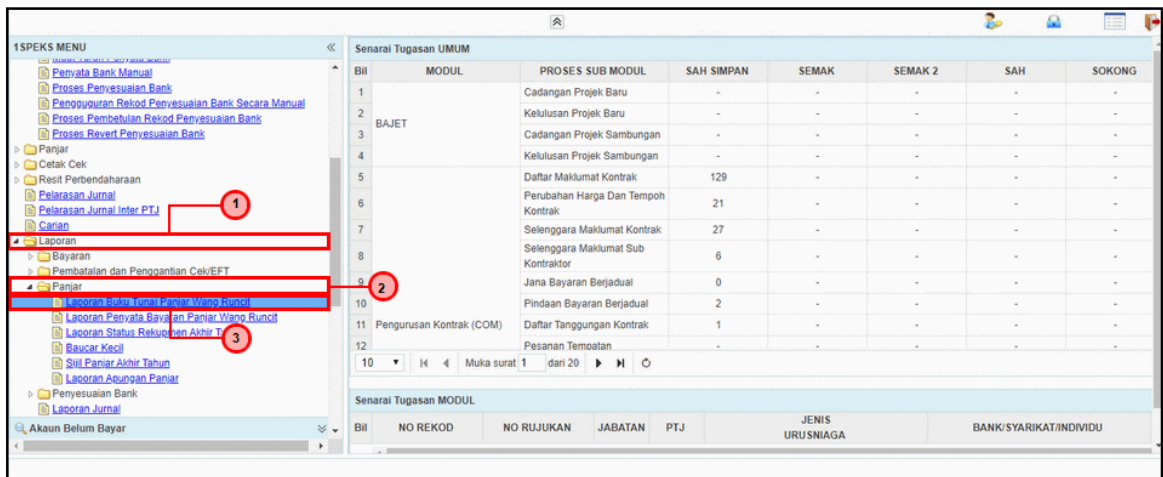 1SPEKS MENU
Penyata Bank Manual
Proses Penyesuaian Bank
Pengguguran Rekod Penyesuaian Bank Secara Manual
Proses Pembetulan Rekod Penyesuaian Bank
Proses Revert Penyesuaian Bank
Panjar
Cetak Cek
Resit Perbendaharaan
Pelarasan Jurnal
Pelarasan Jurnal Inter PTJ
Carian
1
Laporan
Bayaran
Pembatalan dan Penggantian Cek/EFT
Panjar
2
Laporan Buku Tunai Panjar Wang Runcit
Laporan Penyata Bayaran Panjar Wang Runcit
Laporan Status Rekupmen Akhir
3
Baucar Kecil
Sijil Panjar Akhir Tahun
Laporan Apungan Panjar
Penyesuaian Bank
Laporan Jurnal
Akaun Belum Bayar
Senarai Tugasan UMUM
Bil MODUL PROSES SUB MODUL SAH SIMPAN SEMAK SEMAK 2 SAH SOKONG
1 Cadangan Projek Baru - - - - -
2 BAJET Kelulusan Projek Baru - - - - -
3 Cadangan Projek Sambungan - - - - -
4 Kelulusan Projek Sambungan - - - - -
5 Daftar Maklumat Kontrak 129 - - - -
6 Perubahan Harga Dan Tempoh Kontrak 21 - - - -
7 Selenggara Maklumat Kontrak 27 - - - -
8 Selenggara Maklumat Sub Kontraktor 6 - - - -
9 Jana Bayaran Berjadual 0 - - - -
10 Pindaan Bayaran Berjadual 2 - - - -
11 Pengurusan Kontrak (COM) Daftar Tanggungan Kontrak 1 - - - -
12 Pesanan Tempatan
10 Muka surat 1 dari 20
Senarai Tugasan MODUL
Bil NO REKOD NO RUJUKAN JABATAN PTJ JENIS URUSNIAGA BANK/SYARIKAT/INDIVIDU